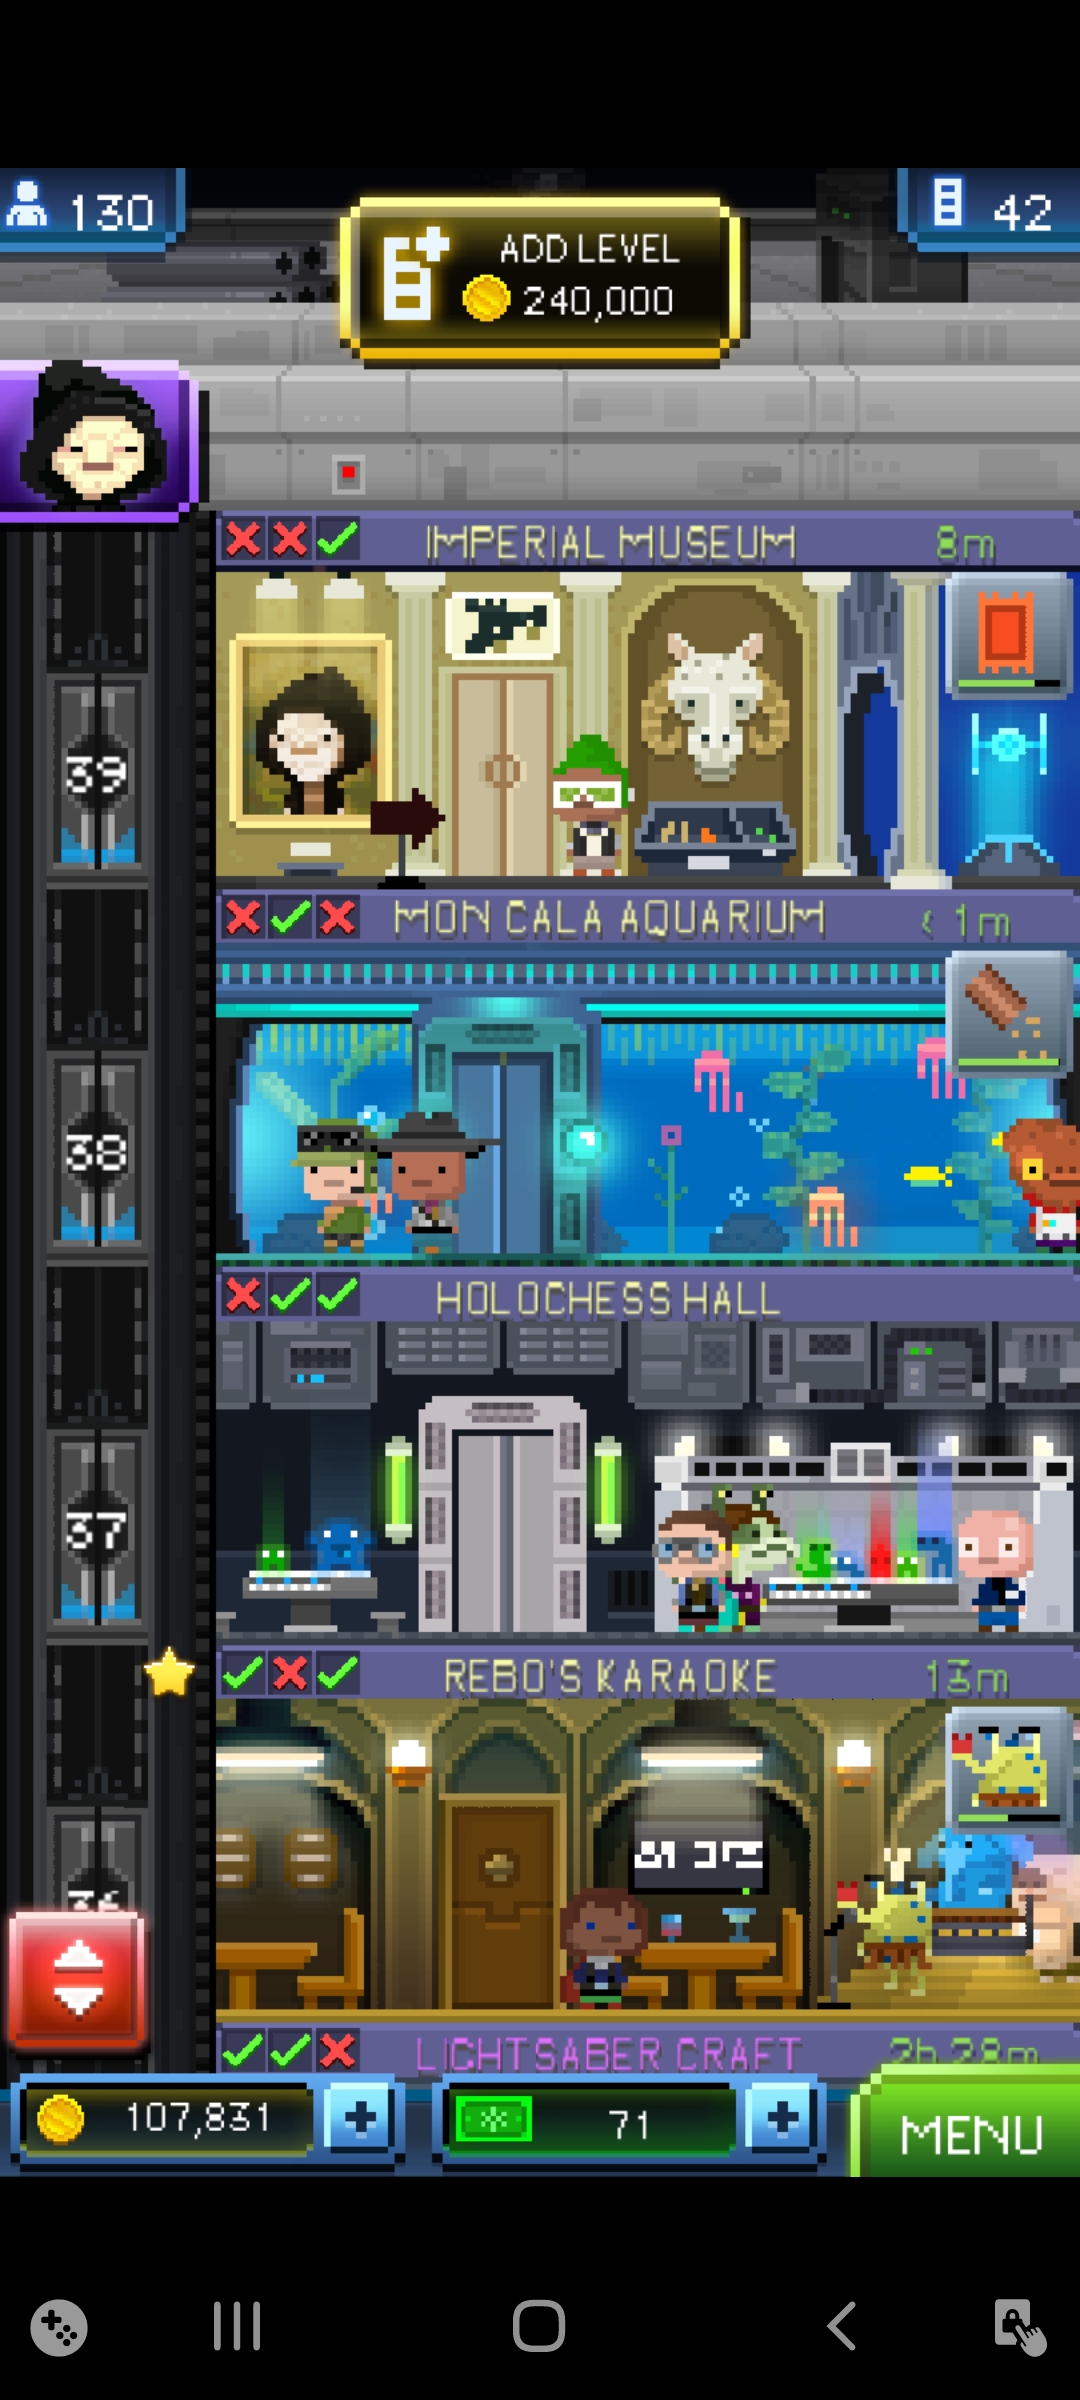 130
ADD LEVEL
240,000
42
IMPERIAL MUSEUM 8m
39
MON CALA AQUARIUM < 1m
38
HOLOCHESS HALL
37
REBO'S KARAOKE 13m
36
LIGHTSABER CRAFT 2h 28m
107,831
71
MENU